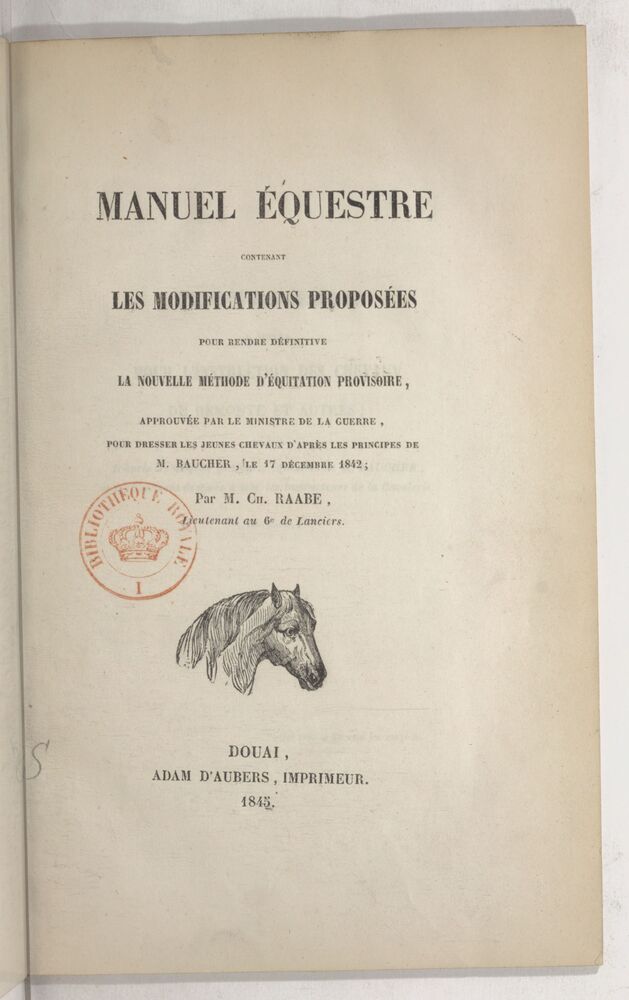 MANUEL ÉQUESTRE
CONTENANT
LES MODIFICATIONS PROPOSÉES
POUR RENDRE DÉFINITIVE
LA NOUVELLE MÉTHODE D'ÉQUITATION PROVISOIRE,
APPROUVÉE PAR LE MINISTRE DE LA GUERRE,
POUR DRESSER LES JEUNES CHEVAUX D'APRÈS LES PRINCIPES DE
M. BAUCHER, LE 17 DÉCEMBRE 1842;
Par M. CH. RAABE,
Lieutenant au 6e de Lanciers.
BIBLIOTHEQUE ROYALE
I
DOUAI,
ADAM D'AUBERS, IMPRIMEUR.
1845.
S